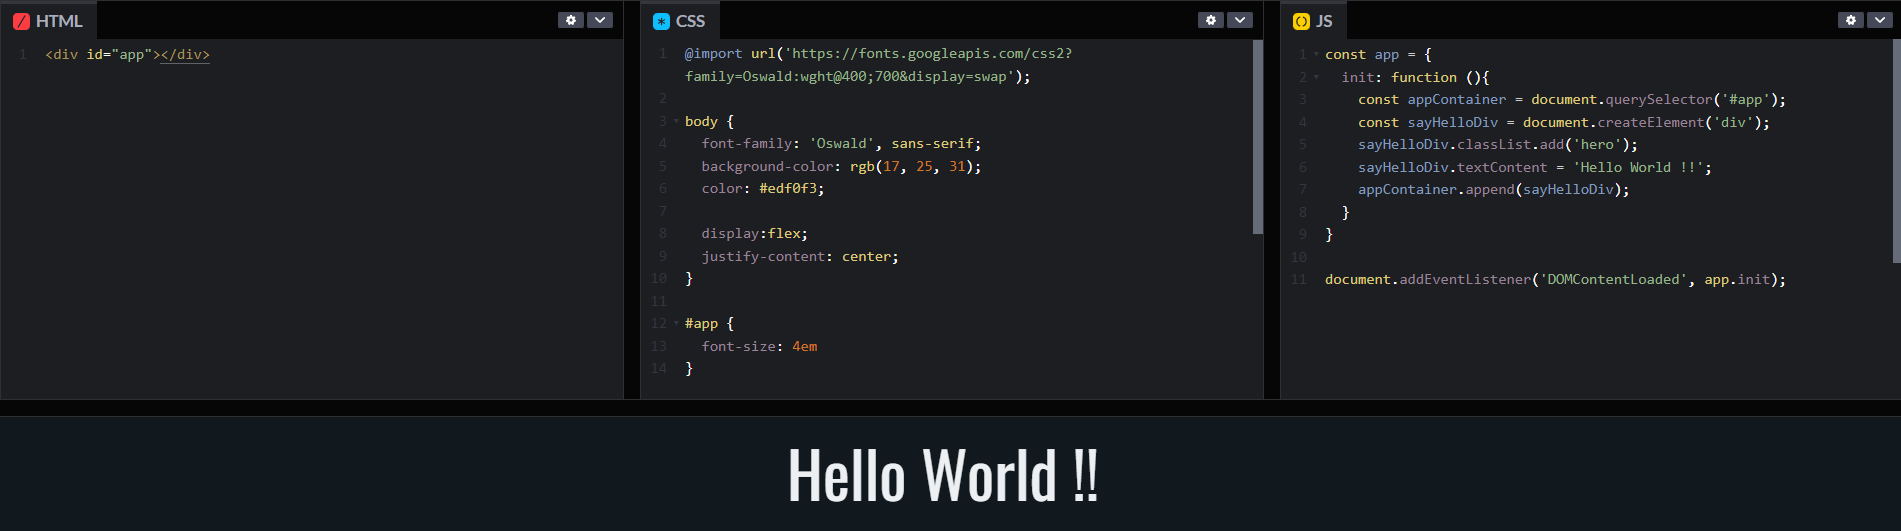 HTML
1 <div id="app"></div>
CSS
1 @import url('https://fonts.googleapis.com/css2?
family=Oswald:wght@400;700&display=swap');
2
3 body {
4 font-family: 'Oswald', sans-serif;
5 background-color: rgb(17, 25, 31);
6 color: #edf0f3;
7
8 display:flex;
9 justify-content: center;
10 }
11
12 #app {
13 font-size: 4em
14 }
JS
1 const app = {
2 init: function (){
3 const appContainer = document.querySelector('#app');
4 const sayHelloDiv = document.createElement('div');
5 sayHelloDiv.classList.add('hero');
6 sayHelloDiv.textContent = 'Hello World !!';
7 appContainer.append(sayHelloDiv);
8 }
9 }
10
11 document.addEventListener('DOMContentLoaded', app.init);
Hello World !!